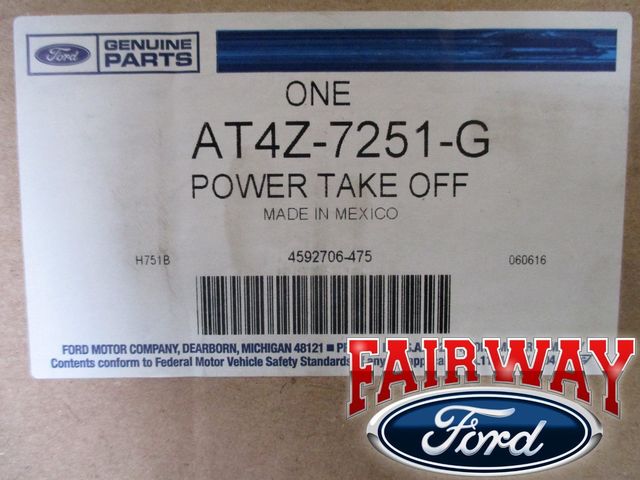 Ford
GENUINE
PARTS
ONE
AT4Z-7251-G
POWER TAKE OFF
MADE IN MEXICO
H751B 4592706-475 060616
FORD MOTOR COMPANY, DEARBORN, MICHIGAN 48121
Contents conform to Federal Motor Vehicle Safety Standards
FAIRWAY
Ford